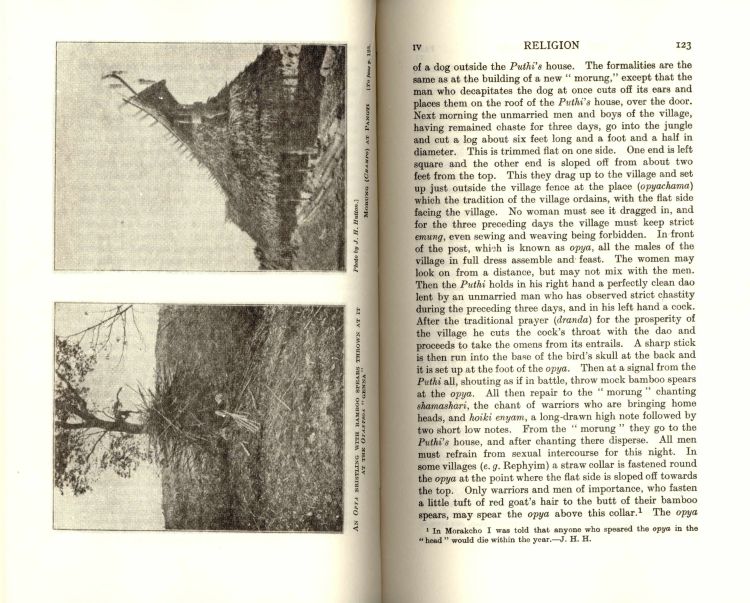 Photo by J. H. Hutton.]
[To face p. 123.
MORUNG (CHAMPO) AT PANGTI
AN OPYA BRISTLING WITH BAMBOO SPEARS THROWN AT IT
AT THE OTAEPOA "GENNA"
IV
RELIGION
123
of a dog outside the Puthi's house. The formalities are the
same as at the building of a new " morung," except that the
man who decapitates the dog at once cuts off its ears and
places them on the roof of the Puthi's house, over the door.
Next morning the unmarried men and boys of the village,
having remained chaste for three days, go into the jungle
and cut a log about six feet long and a foot and a half in
diameter. This is trimmed flat on one side. One end is left
square and the other end is sloped off from about two
feet from the top. This they drag up to the village and set
up just outside the village fence at the place (opyachama)
which the tradition of the village ordains, with the flat side
facing the village. No woman must see it dragged in, and
for the three preceding days the village must keep strict
emung, even sewing and weaving being forbidden. In front
of the post, which is known as opya, all the males of the
village in full dress assemble and feast. The women may
look on from a distance, but may not mix with the men.
Then the Puthi holds in his right hand a perfectly clean dao
lent by an unmarried man who has observed strict chastity
during the preceding three days, and in his left hand a cock.
After the traditional prayer (dranda) for the prosperity of
the village he cuts the cock's throat with the dao and
proceeds to take the omens from its entrails. A sharp stick
is then run into the base of the bird's skull at the back and
it is set up at the foot of the opya. Then at a signal from the
Puthi all, shouting as if in battle, throw mock bamboo spears
at the opya. All then repair to the " morung " chanting
shamashari, the chant of warriors who are bringing home
heads, and hoiki enyam, a long-drawn high note followed by
two short low notes. From the " morung " they go to the
Puthi's house, and after chanting there disperse. All men
must refrain from sexual intercourse for this night. In
some villages (e. g. Rephyim) a straw collar is fastened round
the opya at the point where the flat side is sloped off towards
the top. Only warriors and men of importance, who fasten
a little tuft of red goat's hair to the butt of their bamboo
spears, may spear the opya above this collar.¹ The opya
¹ In Morakcho I was told that anyone who speared the opya in the
" head " would die within the year.—J. H. H.